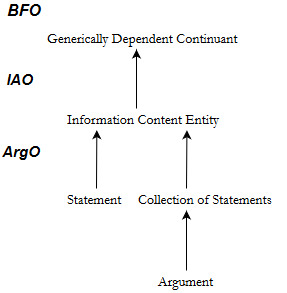 BFO
Generically Dependent Continuant
IAO
Information Content Entity
ArgO
Statement Collection of Statements
Argument